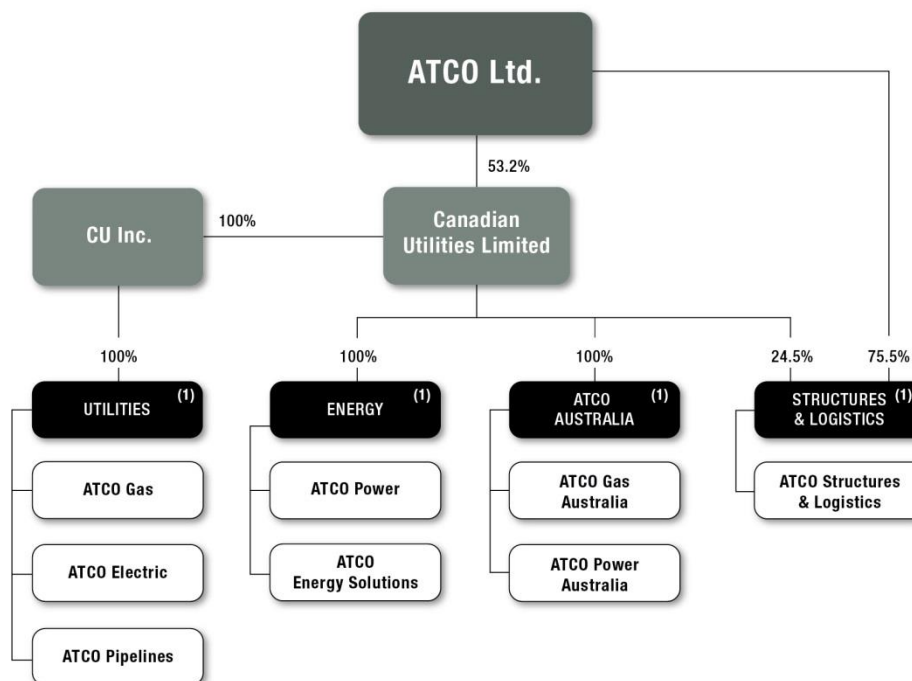 ATCO Ltd.
53.2%
CU Inc.
100%
Canadian
Utilities Limited
100%
100%
100%
24.5%
75.5%
UTILITIES (1)
ENERGY (1)
ATCO
AUSTRALIA (1)
STRUCTURES
& LOGISTICS (1)
ATCO Gas
ATCO Power
ATCO Gas
Australia
ATCO Structures
& Logistics
ATCO Electric
ATCO
Energy Solutions
ATCO Power
Australia
ATCO Pipelines